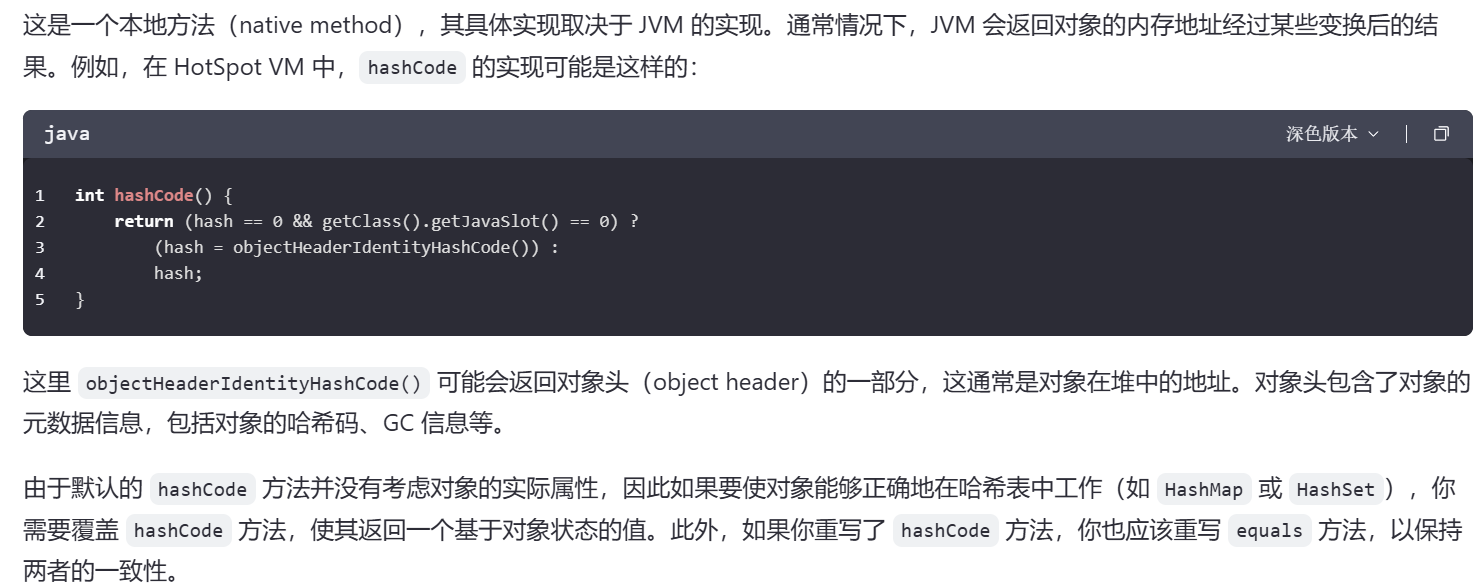 这是一个本地方法（native method），其具体实现取决于 JVM 的实现。通常情况下，JVM 会返回对象的内存地址经过某些变换后的结
果。例如，在 HotSpot VM 中，hashCode 的实现可能是这样的：
java 深色版本
1 int hashCode() {
2     return (hash == 0 && getClass().getJavaSlot() == 0) ?
3         (hash = objectHeaderIdentityHashCode()) :
4         hash;
5 }
这里 objectHeaderIdentityHashCode() 可能会返回对象头（object header）的一部分，这通常是对象在堆中的地址。对象头包含了对象的
元数据信息，包括对象的哈希码、GC 信息等。
由于默认的 hashCode 方法并没有考虑对象的实际属性，因此如果要使对象能够正确地在哈希表中工作（如 HashMap 或 HashSet），你
需要覆盖 hashCode 方法，使其返回一个基于对象状态的值。此外，如果你重写了 hashCode 方法，你也应该重写 equals 方法，以保持
两者的一致性。